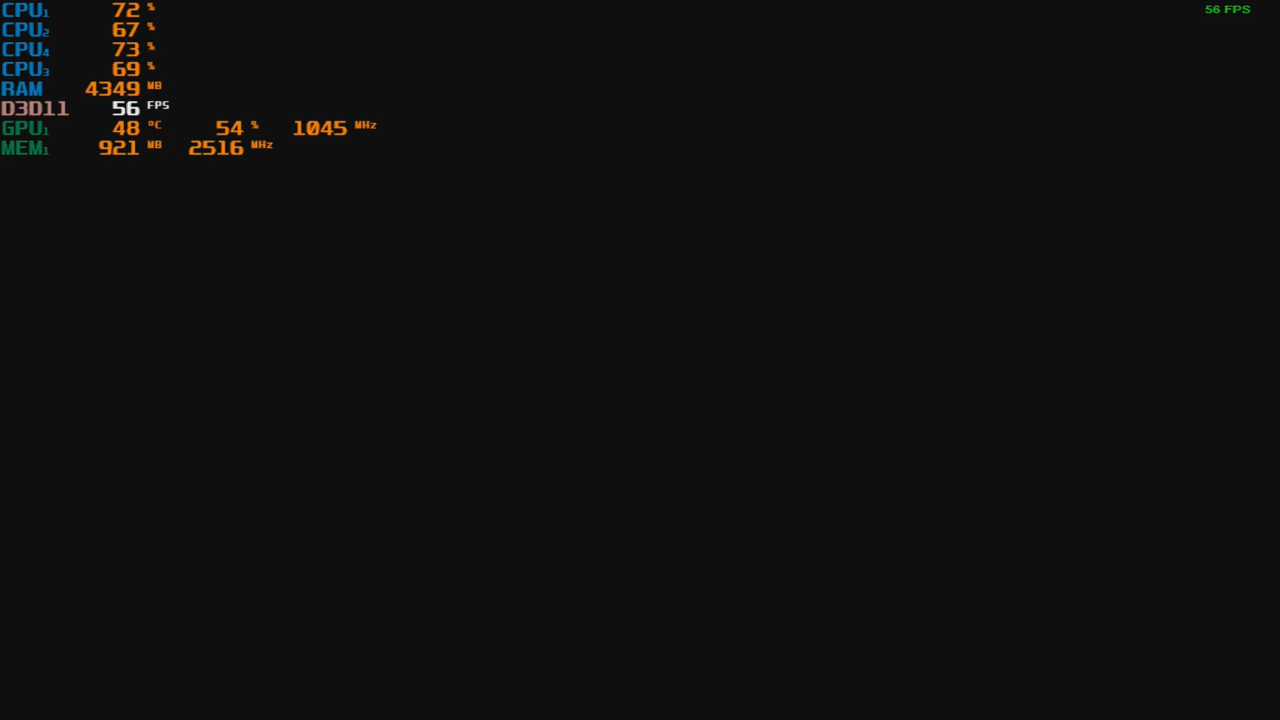 CPU₁ 72 %
CPU₂ 67 %
CPU₄ 73 %
CPU₃ 69 %
RAM 4349 MB
D3D11 56 FPS
GPU₁ 48 °C 54 % 1045 MHz
MEM₁ 921 MB 2516 MHz
56 FPS